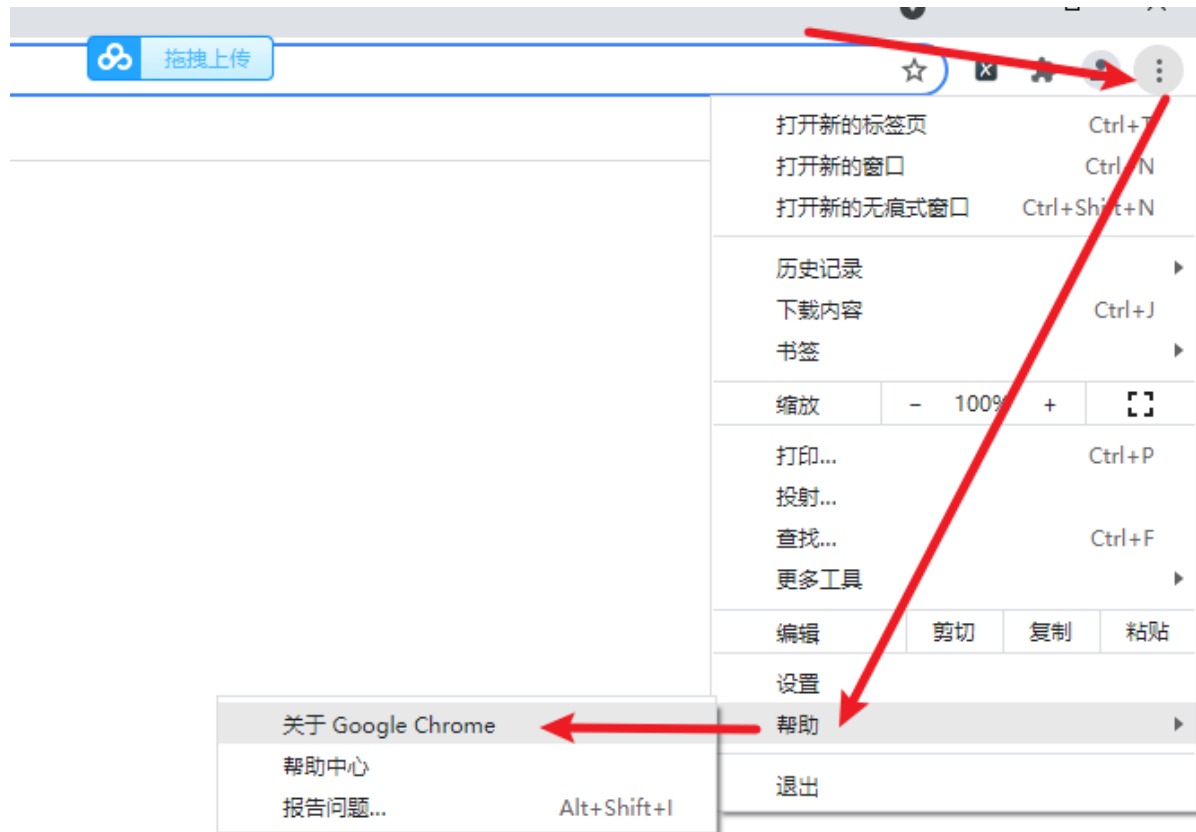 拖拽上传
打开新的标签页 Ctrl+T
打开新的窗口 Ctrl+N
打开新的无痕式窗口 Ctrl+Shift+N
历史记录
下载内容 Ctrl+J
书签
缩放 - 100% +
打印... Ctrl+P
投射...
查找... Ctrl+F
更多工具
编辑 剪切 复制 粘贴
设置
帮助
退出
关于 Google Chrome
帮助中心
报告问题... Alt+Shift+I